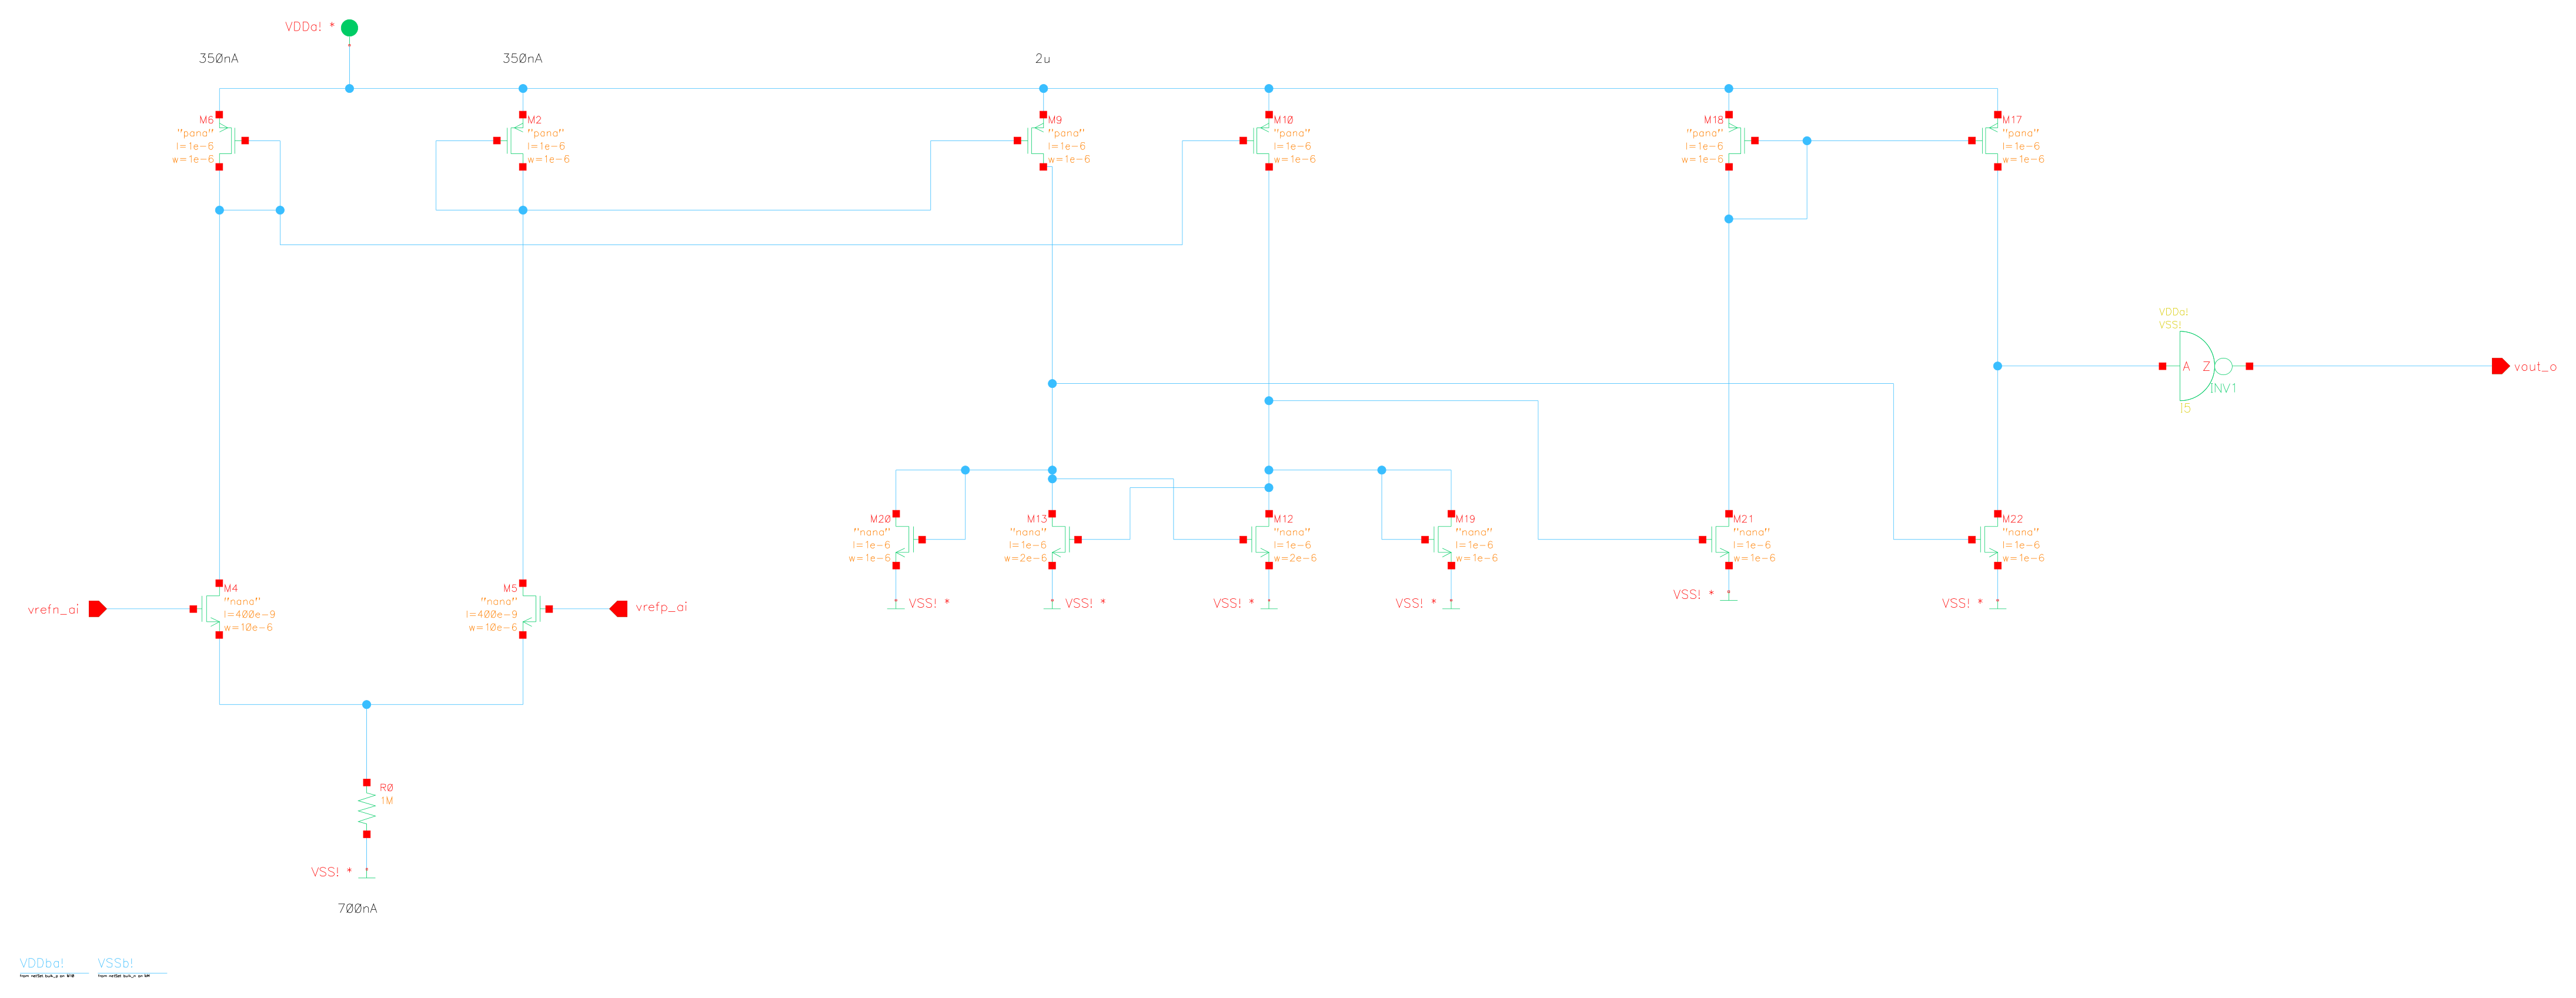 VDDa! *
350nA
350nA
2u
M6
"pana"
l=1e-6
w=1e-6
M2
"pana"
l=1e-6
w=1e-6
M9
"pana"
l=1e-6
w=1e-6
M10
"pana"
l=1e-6
w=1e-6
M18
"pana"
l=1e-6
w=1e-6
M17
"pana"
l=1e-6
w=1e-6
VDDa!
VSS!
A Z
INV1
I5
vout_o
M20
"nana"
l=1e-6
w=1e-6
M13
"nana"
l=1e-6
w=2e-6
M12
"nana"
l=1e-6
w=2e-6
M19
"nana"
l=1e-6
w=1e-6
M21
"nana"
l=1e-6
w=1e-6
M22
"nana"
l=1e-6
w=1e-6
VSS! *
VSS! *
VSS! *
VSS! *
VSS! *
VSS! *
vrefn_ai
M4
"nana"
l=400e-9
w=10e-6
M5
"nana"
l=400e-9
w=10e-6
vrefp_ai
R0
1M
VSS! *
700nA
VDDba!
VSSb!